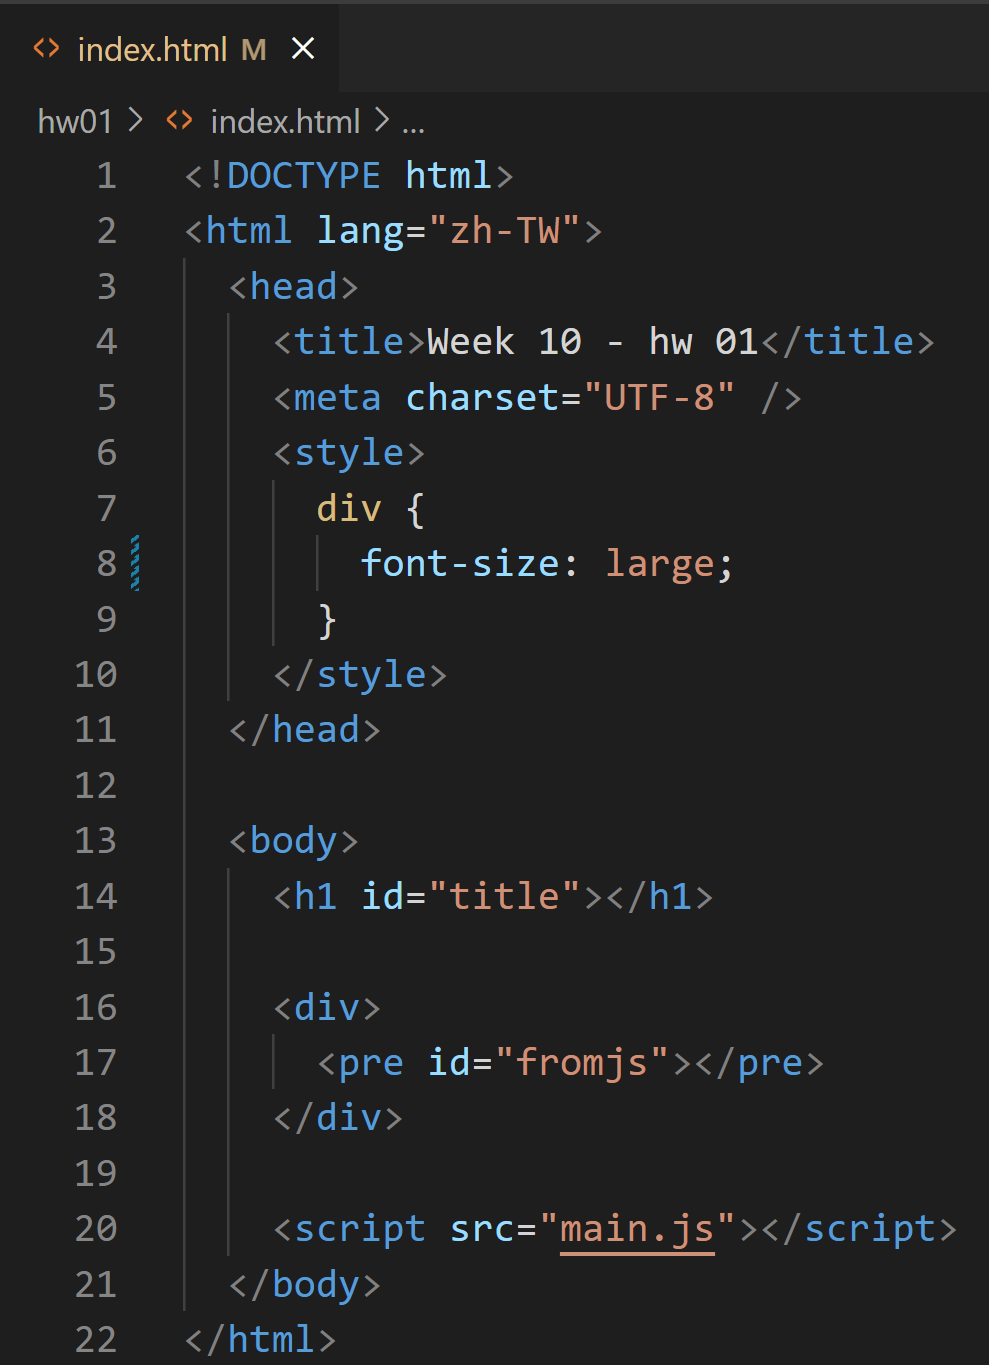 index.html M
hw01 > index.html > ...
1 <!DOCTYPE html>
2 <html lang="zh-TW">
3   <head>
4     <title>Week 10 - hw 01</title>
5     <meta charset="UTF-8" />
6     <style>
7       div {
8         font-size: large;
9       }
10     </style>
11   </head>
12
13   <body>
14     <h1 id="title"></h1>
15
16     <div>
17       <pre id="fromjs"></pre>
18     </div>
19
20     <script src="main.js"></script>
21   </body>
22 </html>